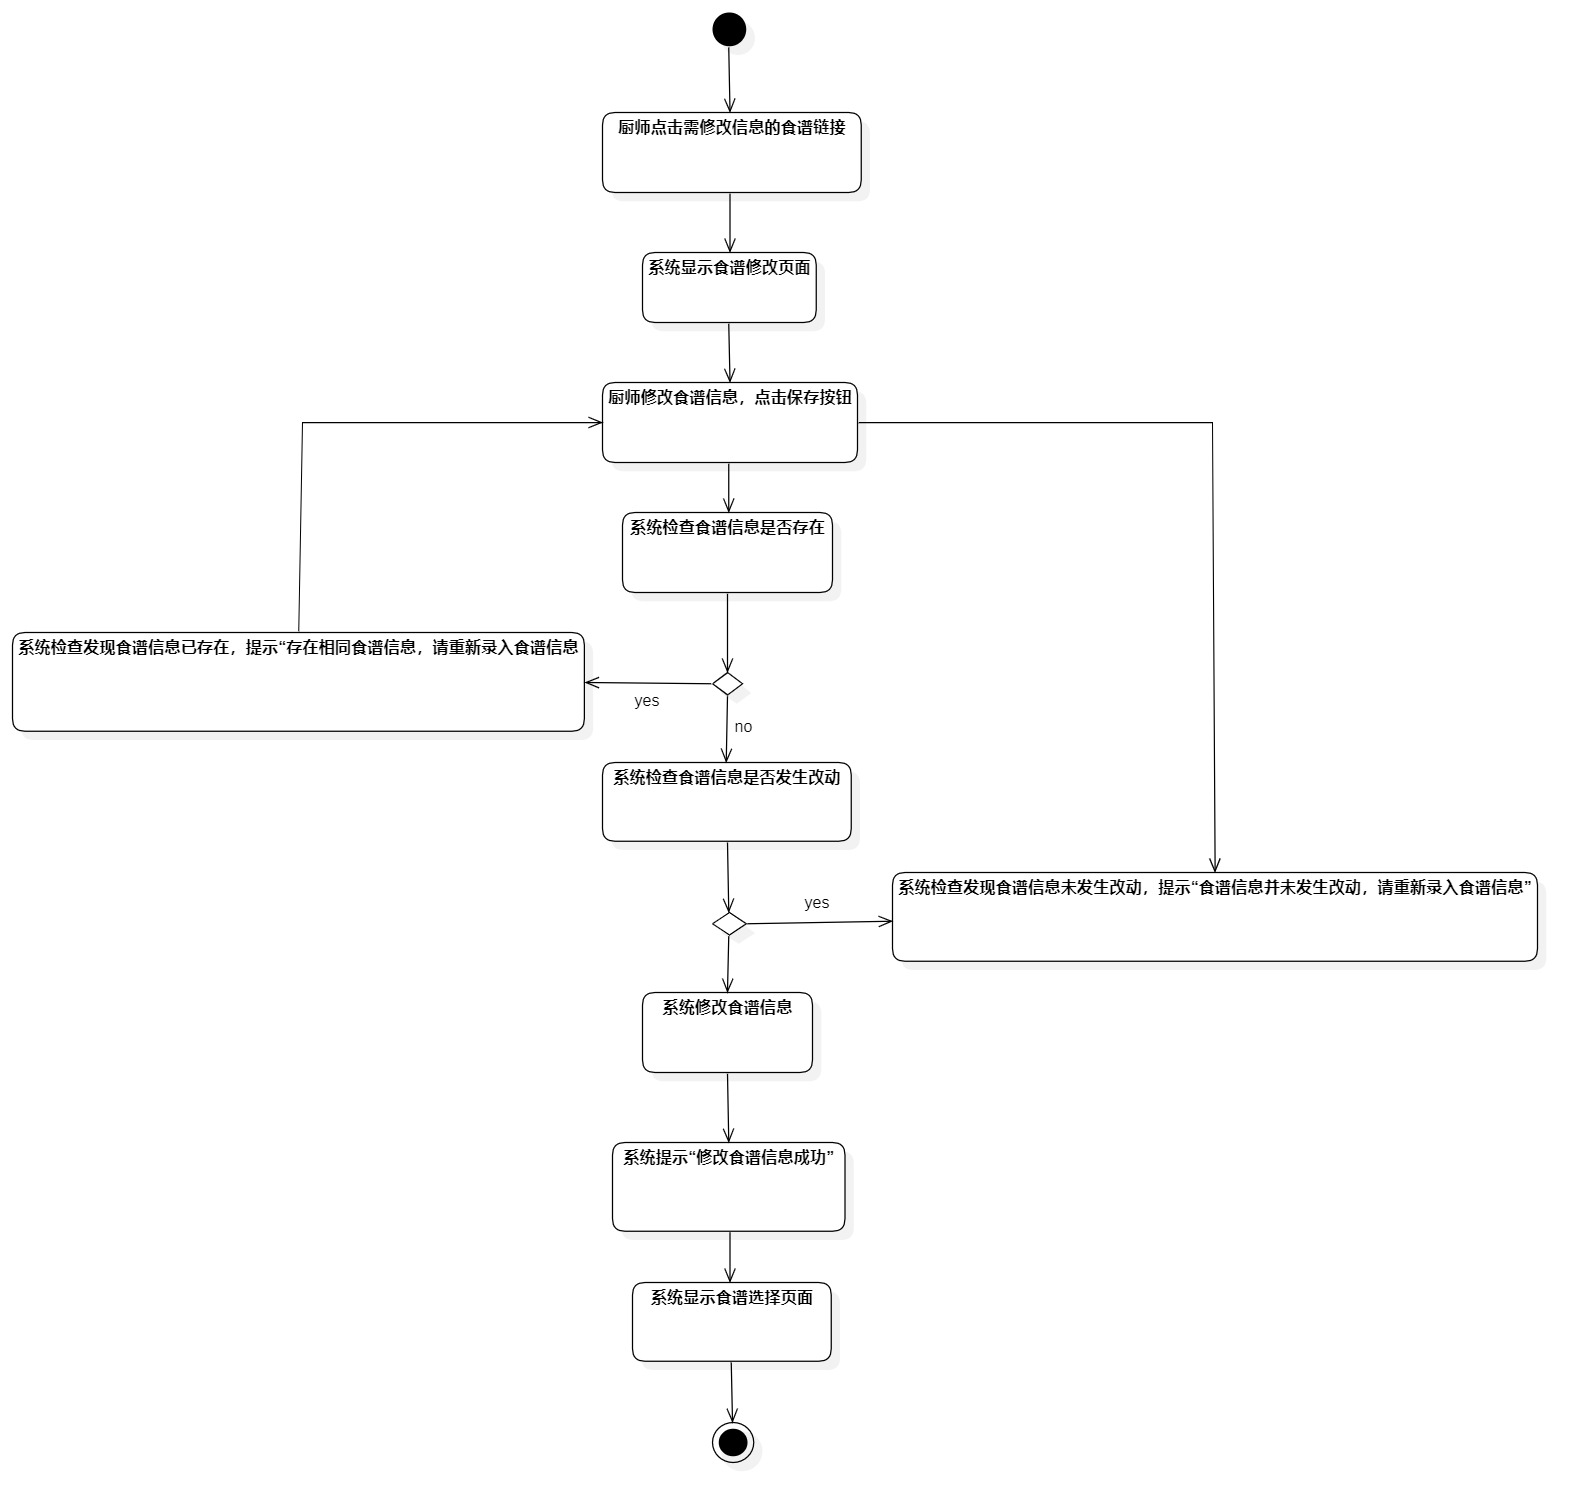 厨师点击需修改信息的食谱链接
系统显示食谱修改页面
厨师修改食谱信息，点击保存按钮
系统检查食谱信息是否存在
系统检查发现食谱信息已存在，提示“存在相同食谱信息，请重新录入食谱信息
yes
no
系统检查食谱信息是否发生改动
系统检查发现食谱信息未发生改动，提示“食谱信息并未发生改动，请重新录入食谱信息”
yes
系统修改食谱信息
系统提示“修改食谱信息成功”
系统显示食谱选择页面